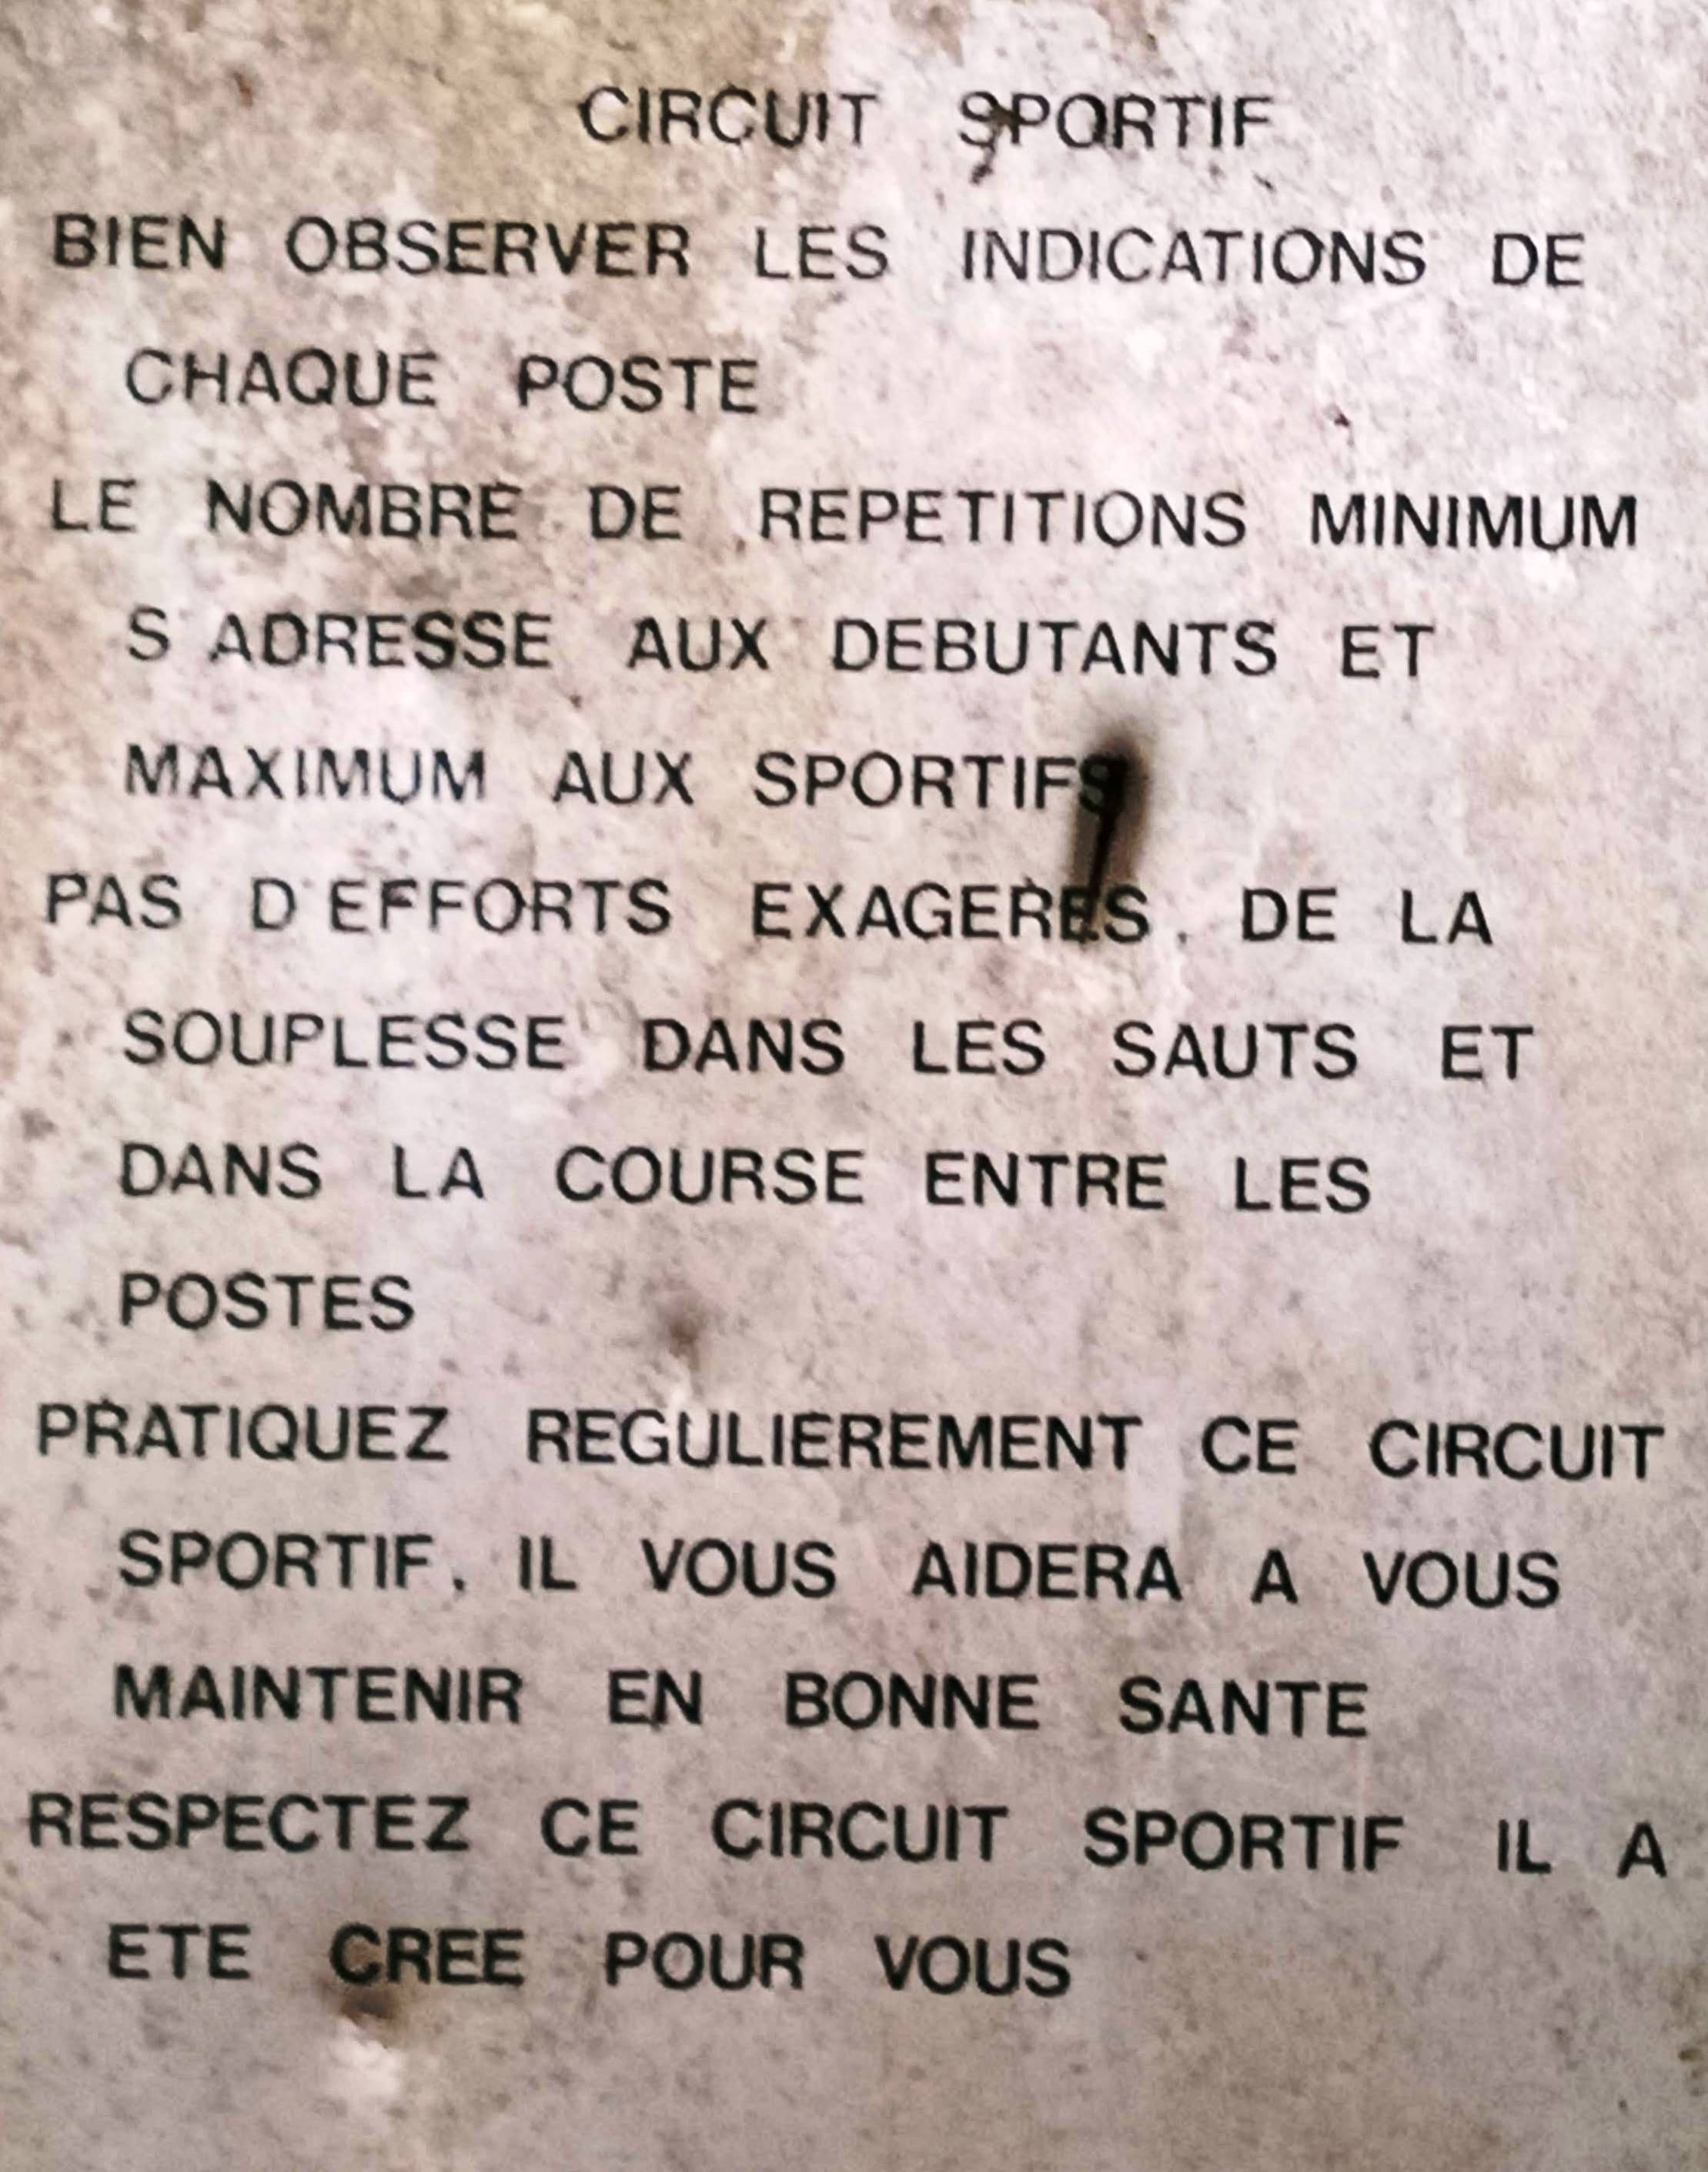 CIRCUIT SPORTIF
BIEN OBSERVER LES INDICATIONS DE
CHAQUE POSTE
LE NOMBRE DE REPETITIONS MINIMUM
S'ADRESSE AUX DEBUTANTS ET
MAXIMUM AUX SPORTIFS
PAS D'EFFORTS EXAGERES. DE LA
SOUPLESSE DANS LES SAUTS ET
DANS LA COURSE ENTRE LES
POSTES
PRATIQUEZ REGULIEREMENT CE CIRCUIT
SPORTIF. IL VOUS AIDERA A VOUS
MAINTENIR EN BONNE SANTE
RESPECTEZ CE CIRCUIT SPORTIF IL A
ETE CREE POUR VOUS